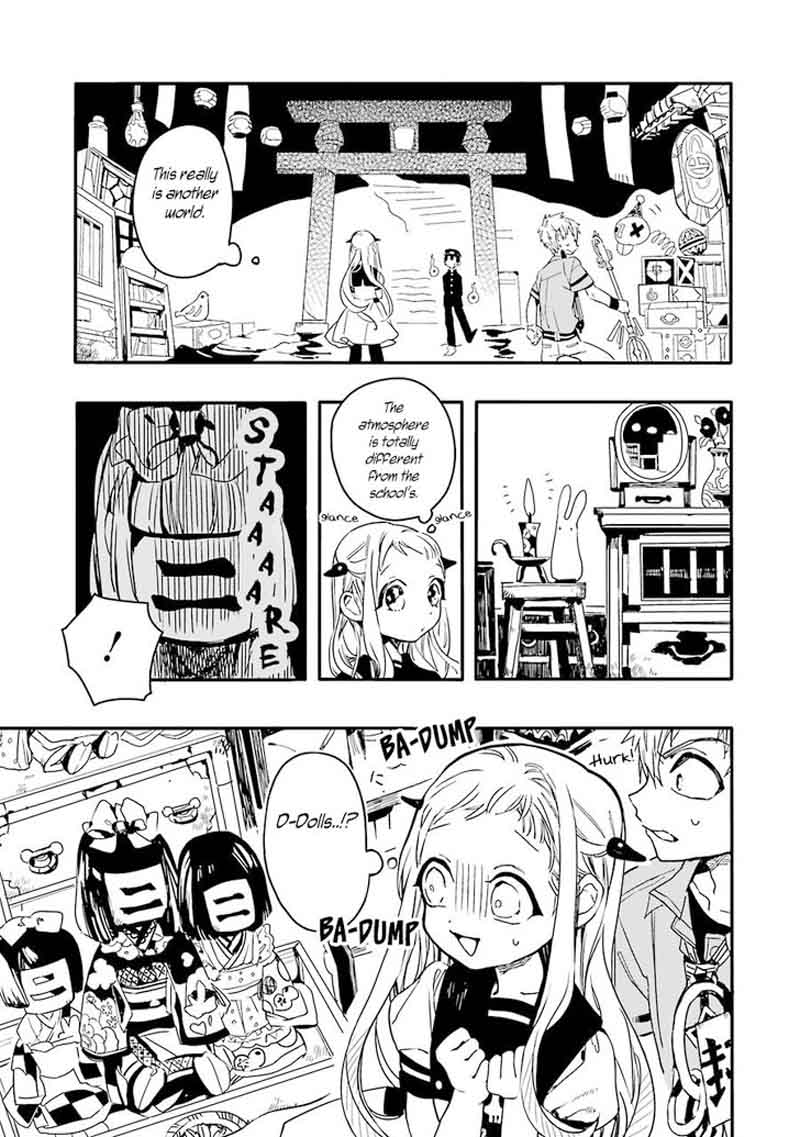 This really
is another
world.
The
atmosphere
is totally
different
from the
school's.
glance
glance
STAAAARE
!
BA-DUMP
Hurk!
D-Dolls..!?
BA-DUMP
封